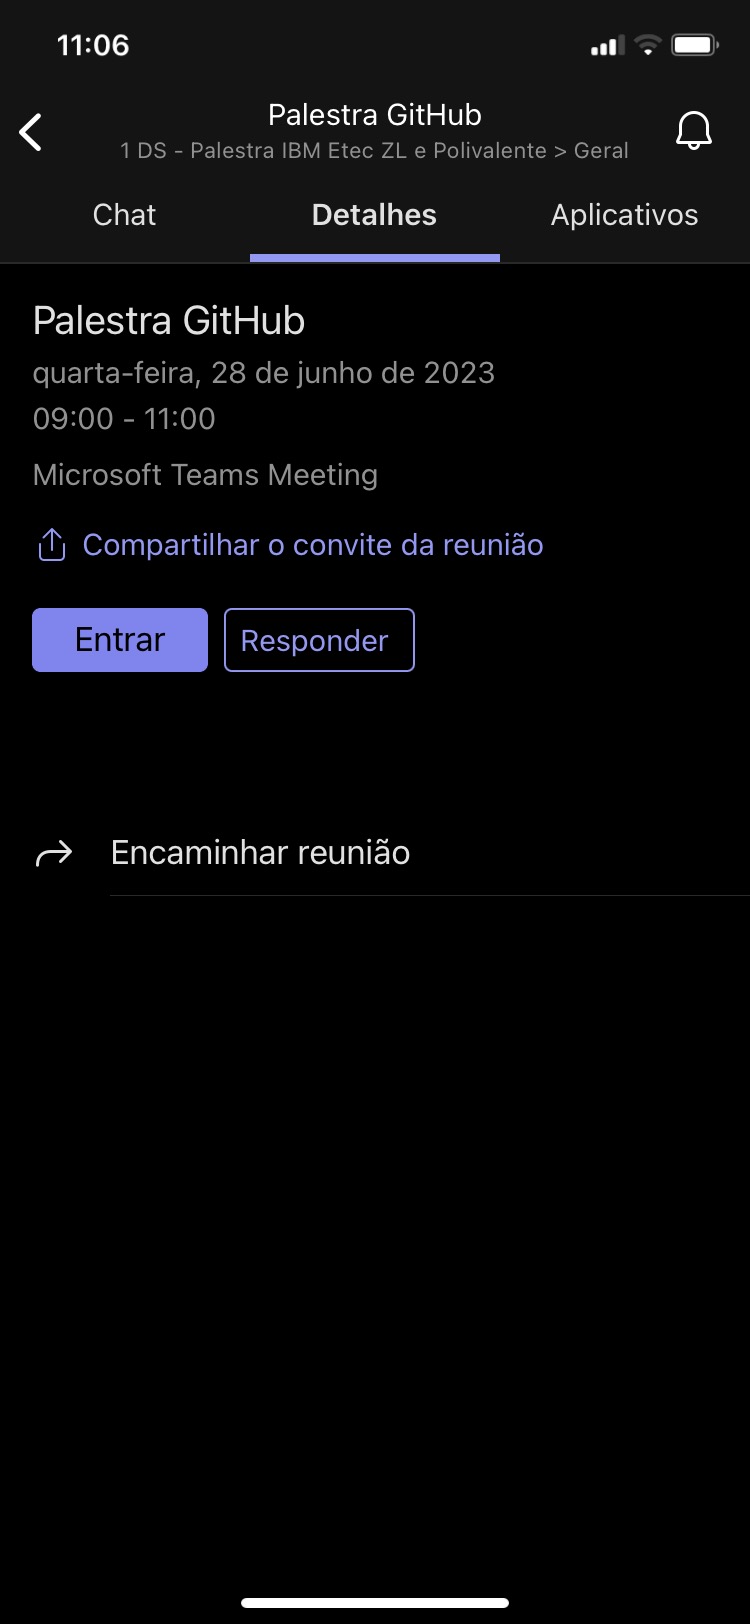 11:06
Palestra GitHub
1 DS - Palestra IBM Etec ZL e Polivalente > Geral
Chat
Detalhes
Aplicativos
Palestra GitHub
quarta-feira, 28 de junho de 2023
09:00 - 11:00
Microsoft Teams Meeting
Compartilhar o convite da reunião
Entrar
Responder
Encaminhar reunião